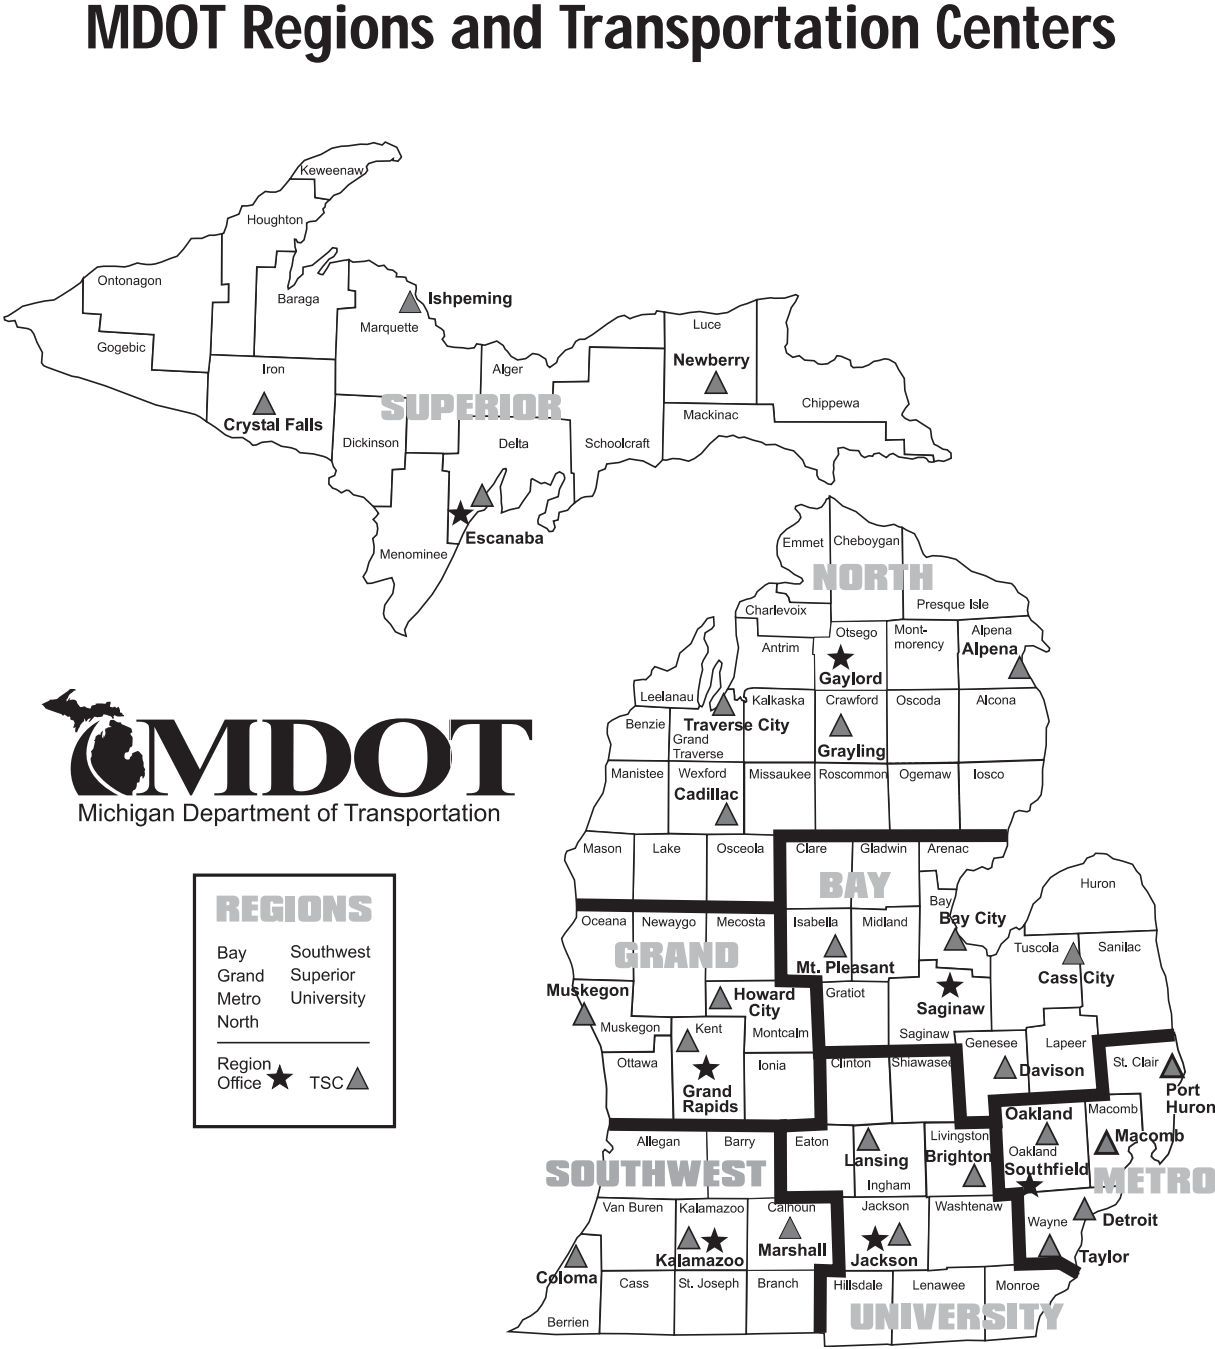 MDOT Regions and Transportation Centers
Keweenaw
Houghton
Ontonagon
Baraga
Ishpeming
Marquette
Gogebic
Iron
Crystal Falls
Alger
SUPERIOR
Dickinson
Delta
Schoolcraft
Luce
Newberry
Mackinac
Chippewa
Escanaba
Menominee
Emmet
Cheboygan
NORTH
Presque Isle
Charlevoix
Otsego
Mont-
morency
Alpena
Alpena
Antrim
Gaylord
Leelanau
Kalkaska
Crawford
Oscoda
Alcona
Benzie
Traverse City
Grand
Traverse
Grayling
Manistee
Wexford
Missaukee
Roscommon
Ogemaw
Iosco
Cadillac
MDOT
Michigan Department of Transportation
Mason
Lake
Osceola
Clare
Gladwin
Arenac
BAY
Huron
Bay
Bay City
Oceana
Newaygo
Mecosta
Isabella
Midland
GRAND
Mt. Pleasant
Tuscola
Sanilac
Cass City
Muskegon
Howard
City
Gratiot
Saginaw
Muskegon
Kent
Montcalm
Saginaw
Genesee
Lapeer
Ottawa
Ionia
Clinton
Shiawassee
Davison
St. Clair
Port
Huron
Grand
Rapids
Oakland
Macomb
Allegan
Barry
Eaton
Lansing
Livingston
Brighton
Oakland
Southfield
Macomb
METRO
SOUTHWEST
Ingham
Van Buren
Kalamazoo
Calhoun
Jackson
Washtenaw
Wayne
Detroit
Kalamazoo
Marshall
Jackson
Taylor
Coloma
Cass
St. Joseph
Branch
Hillsdale
Lenawee
Monroe
Berrien
UNIVERSITY
REGIONS
Bay
Grand
Metro
North
Southwest
Superior
University
Region
Office
TSC